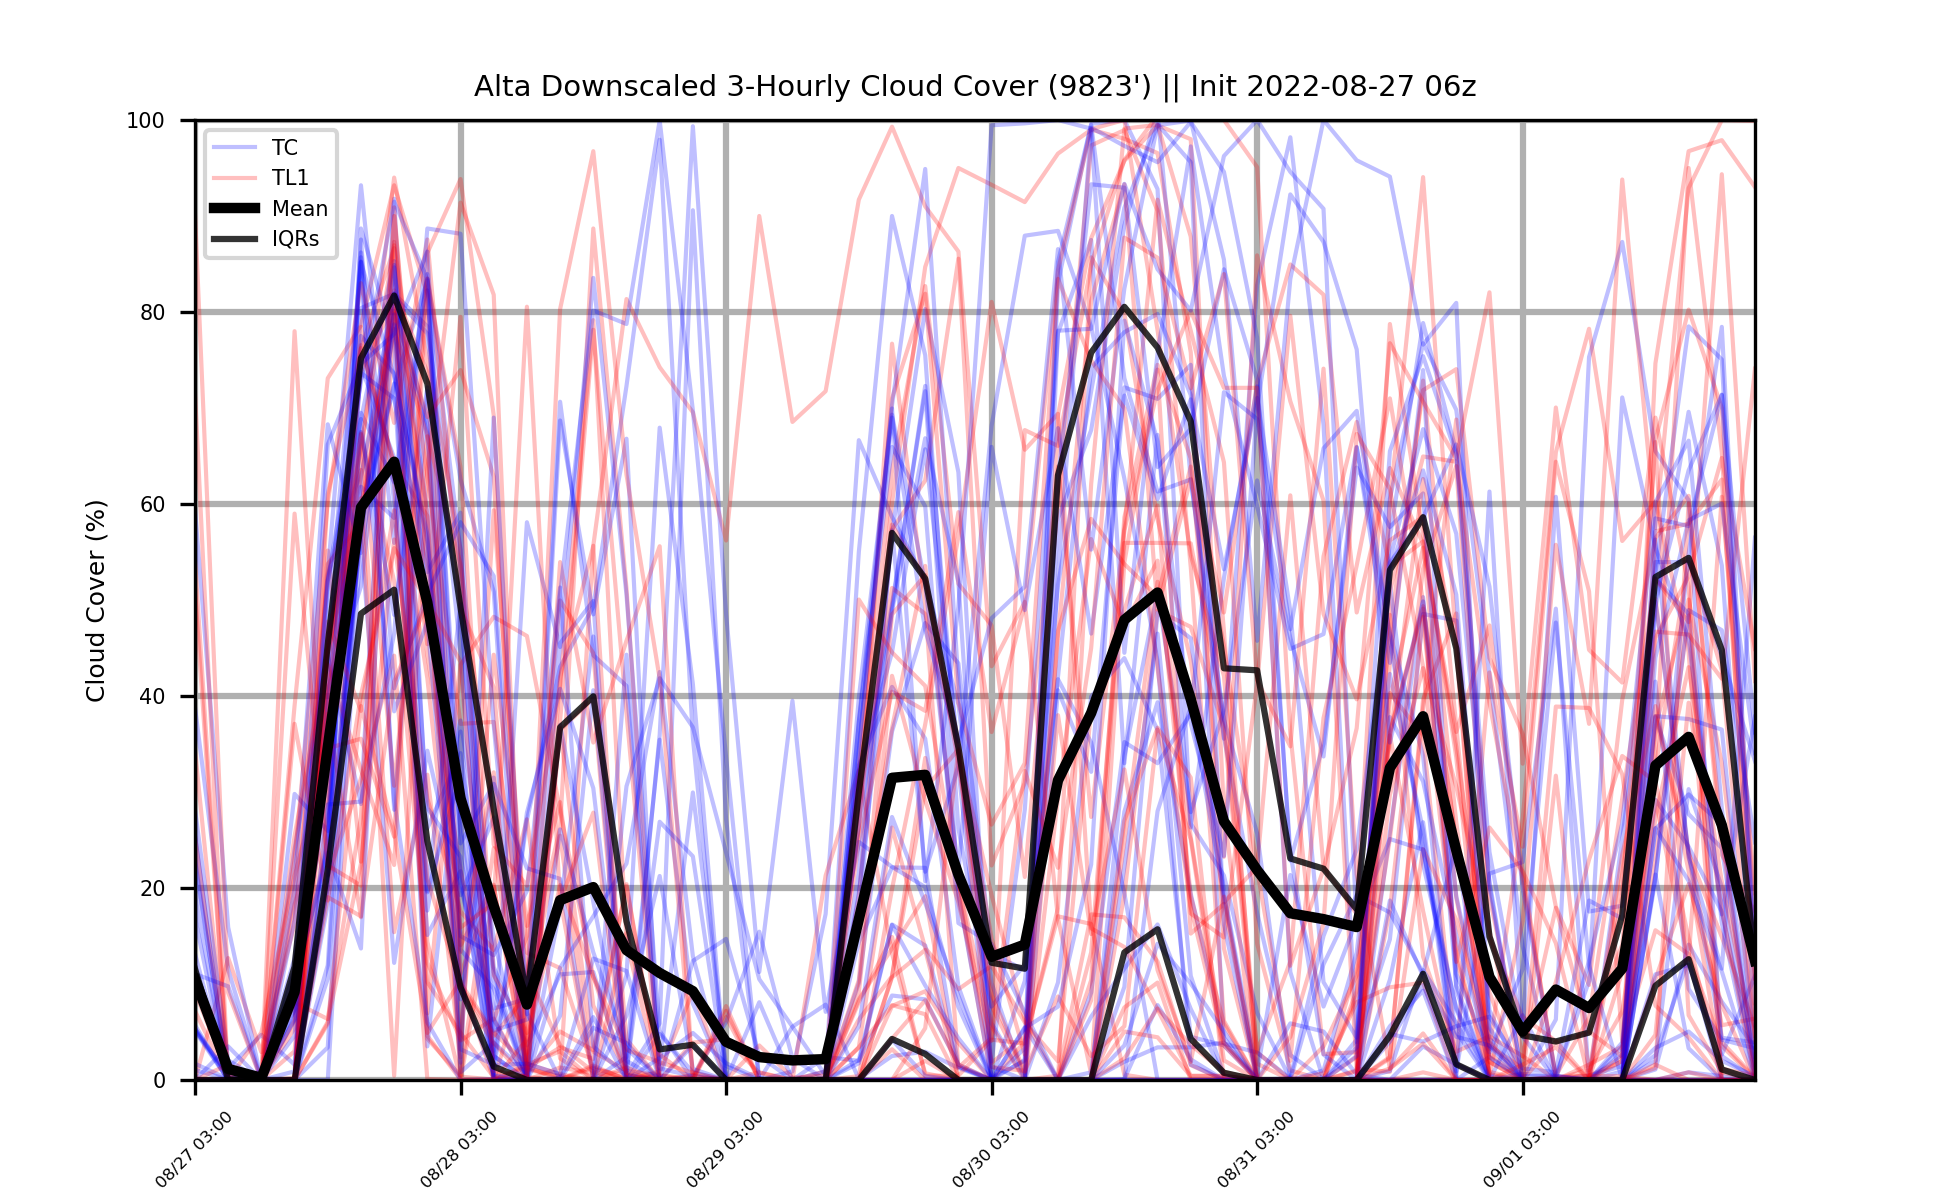 Alta Downscaled 3-Hourly Cloud Cover (9823') || Init 2022-08-27 06z
TC
TL1
Mean
IQRs
Cloud Cover (%)
100
80
60
40
20
0
08/27 03:00
08/28 03:00
08/29 03:00
08/30 03:00
08/31 03:00
09/01 03:00